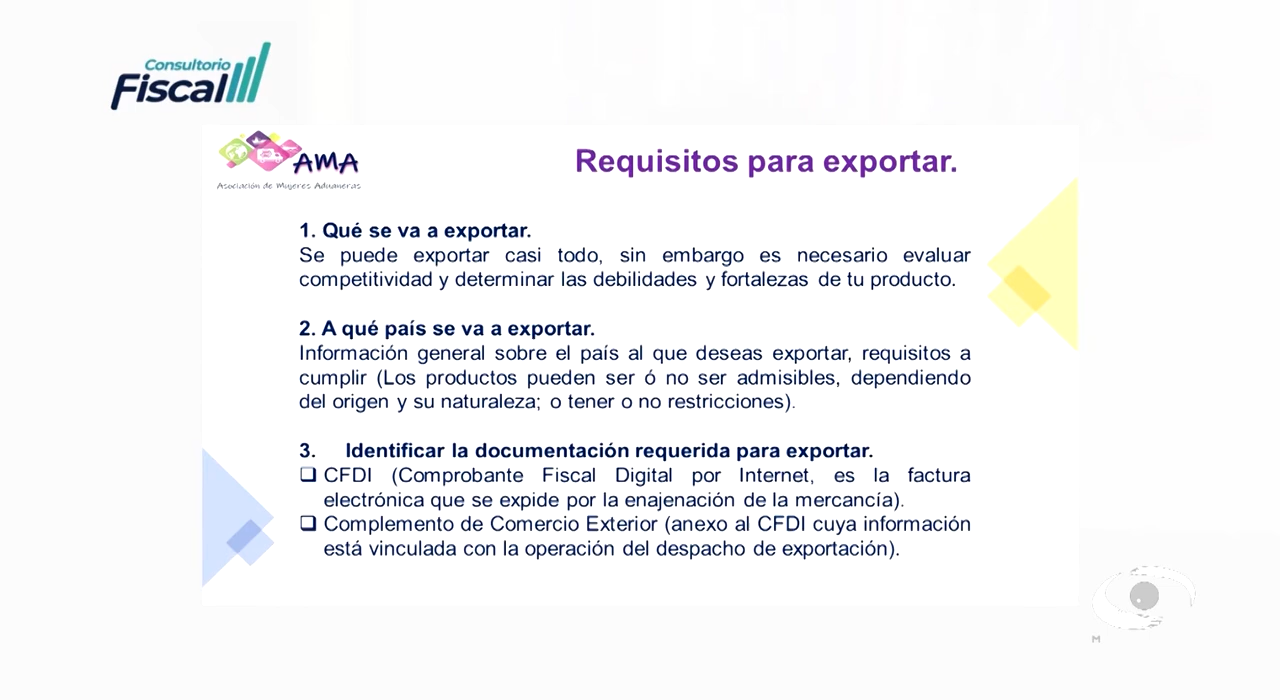 Consultorio
Fiscal
AMA
Asociación de Mujeres Aduaneras
Requisitos para exportar.
1. Qué se va a exportar.
Se puede exportar casi todo, sin embargo es necesario evaluar
competitividad y determinar las debilidades y fortalezas de tu producto.
2. A qué país se va a exportar.
Información general sobre el país al que deseas exportar, requisitos a
cumplir (Los productos pueden ser ó no ser admisibles, dependiendo
del origen y su naturaleza; o tener o no restricciones).
3. Identificar la documentación requerida para exportar.
❑ CFDI (Comprobante Fiscal Digital por Internet, es la factura
electrónica que se expide por la enajenación de la mercancía).
❑ Complemento de Comercio Exterior (anexo al CFDI cuya información
está vinculada con la operación del despacho de exportación).
M